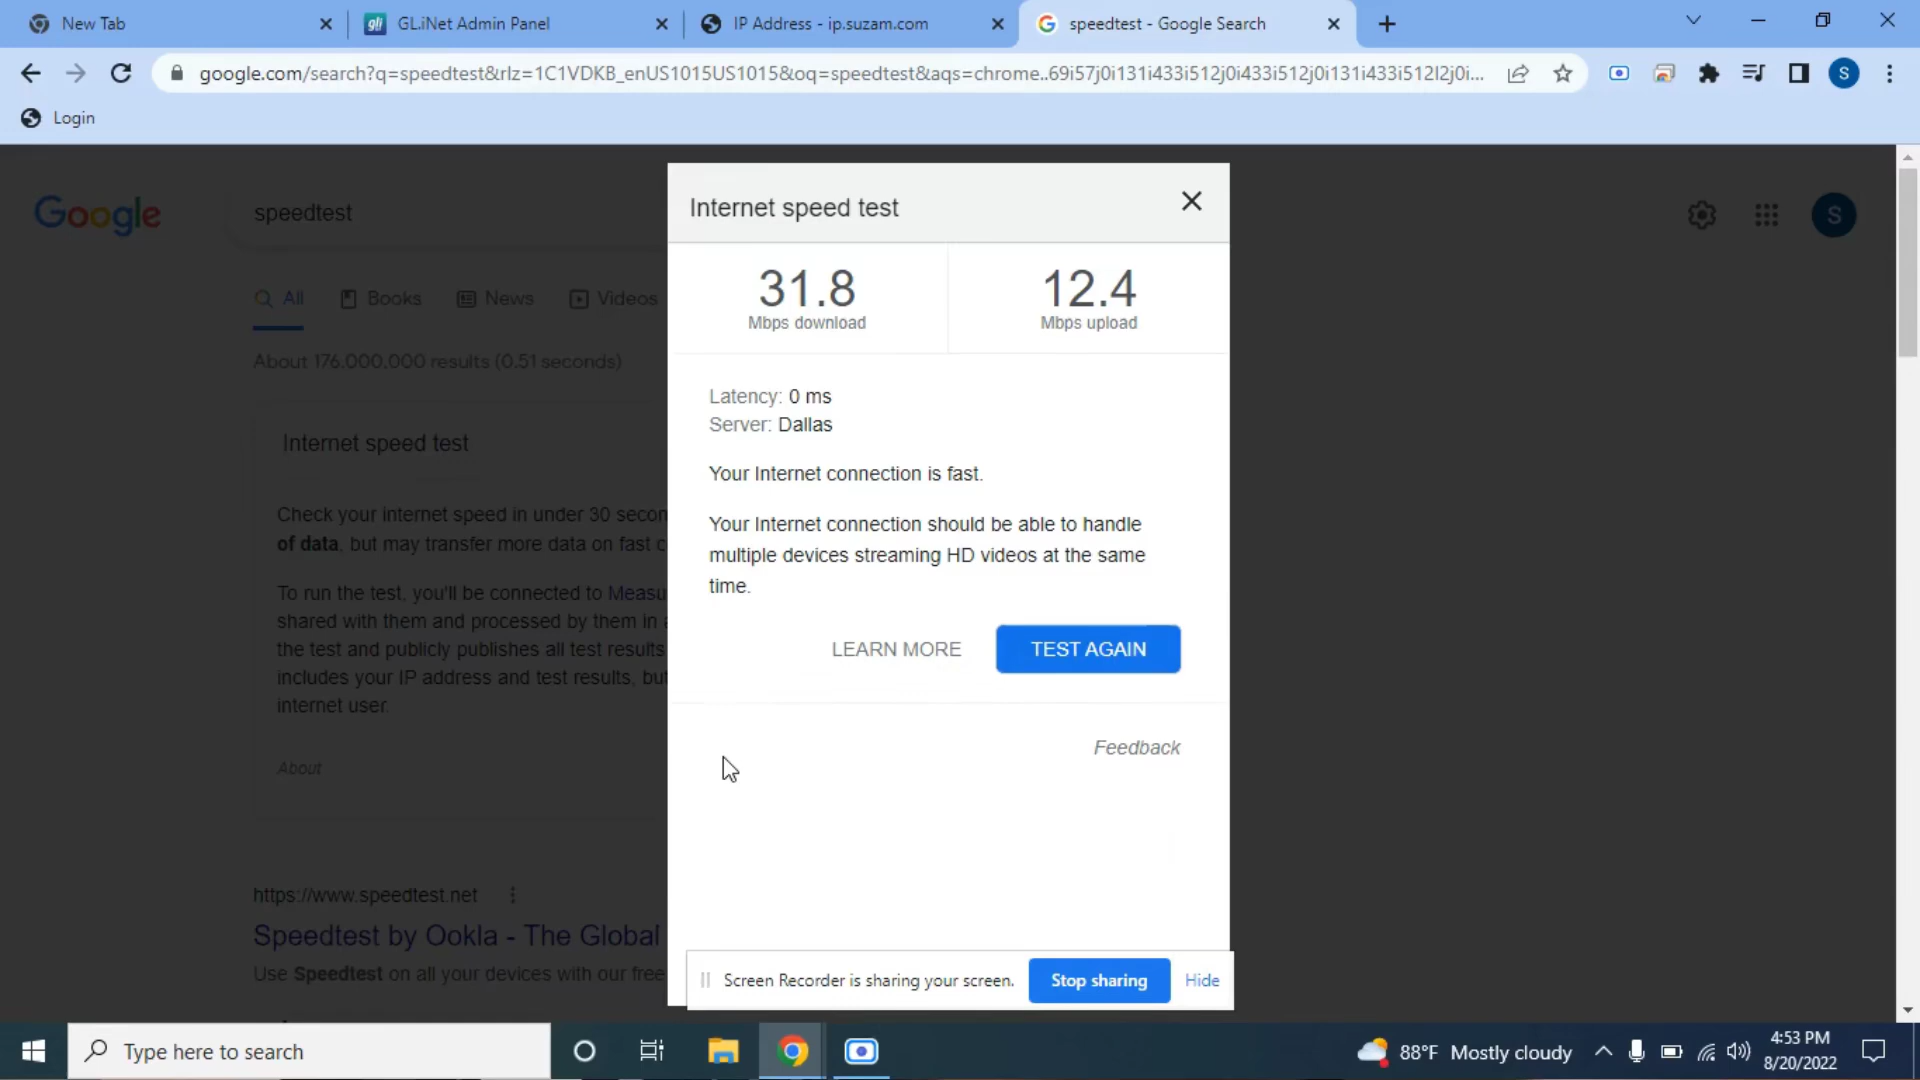 New Tab
gli GL.iNet Admin Panel
IP Address - ip.suzam.com
speedtest - Google Search
google.com/search?q=speedtest&rlz=1C1VDKB_enUS1015US1015&oq=speedtest&aqs=chrome..69i57j0i131i433i512j0i433i512j0i131i433i512l2j0i...
S
Login
Google
speedtest
S
Internet speed test
All
Books
News
Videos
About 176,000,000 results (0.51 seconds)
31.8
Mbps download
12.4
Mbps upload
Latency: 0 ms
Server: Dallas
Your Internet connection is fast.
Your Internet connection should be able to handle
multiple devices streaming HD videos at the same
time.
LEARN MORE
TEST AGAIN
Feedback
Internet speed test
Check your internet speed in under 30
of data, but may transfer more data on fast
To run the test, you'll be connected to
shared with them and processed by them in
the test and publicly publishes all test results
includes your IP address and test results,
internet user.
About
https://www.speedtest.net
Speedtest by Ookla - The Global
Use Speedtest on all your devices with our free
Screen Recorder is sharing your screen.
Stop sharing
Hide
Type here to search
88°F Mostly cloudy
4:53 PM
8/20/2022